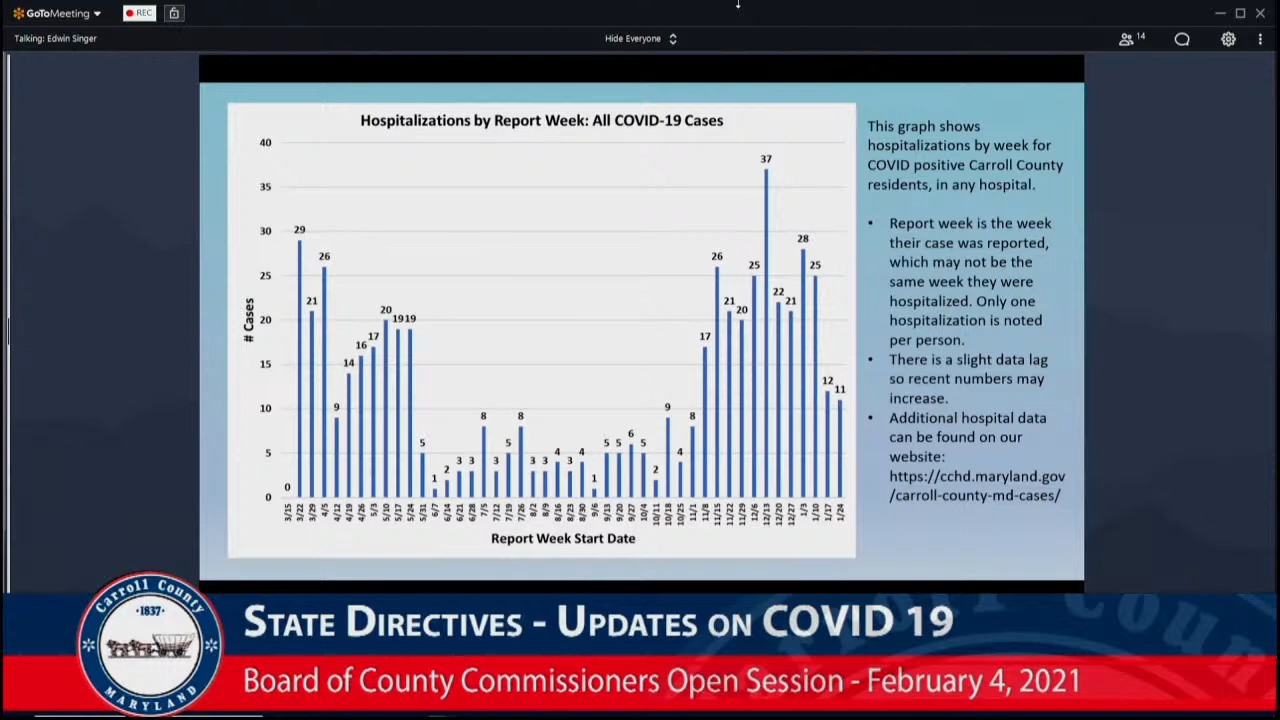 GoToMeeting
REC
Talking: Edwin Singer
Hide Everyone
14
Hospitalizations by Report Week: All COVID-19 Cases
40
35
30
25
20
15
10
5
0
# Cases
0 29 21 26 9 14 16 17 20 19 19 5 1 2 3 3 8 3 5 8 3 3 4 3 4 1 5 5 6 5 2 9 4 8 17 26 21 20 25 37 22 21 28 25 12 11
3/15 3/22 3/29 4/5 4/12 4/19 4/26 5/3 5/10 5/17 5/24 5/31 6/7 6/14 6/21 6/28 7/5 7/12 7/19 7/26 8/2 8/9 8/16 8/23 8/30 9/6 9/13 9/20 9/27 10/4 10/11 10/18 10/25 11/1 11/8 11/15 11/22 11/29 12/6 12/13 12/20 12/27 1/3 1/10 1/17 1/24
Report Week Start Date
This graph shows
hospitalizations by week for
COVID positive Carroll County
residents, in any hospital.
• Report week is the week
their case was reported,
which may not be the
same week they were
hospitalized. Only one
hospitalization is noted
per person.
• There is a slight data lag
so recent numbers may
increase.
• Additional hospital data
can be found on our
website:
https://cchd.maryland.gov
/carroll-county-md-cases/
Carroll County
·1837·
MARYLAND
STATE DIRECTIVES - UPDATES ON COVID 19
Board of County Commissioners Open Session - February 4, 2021